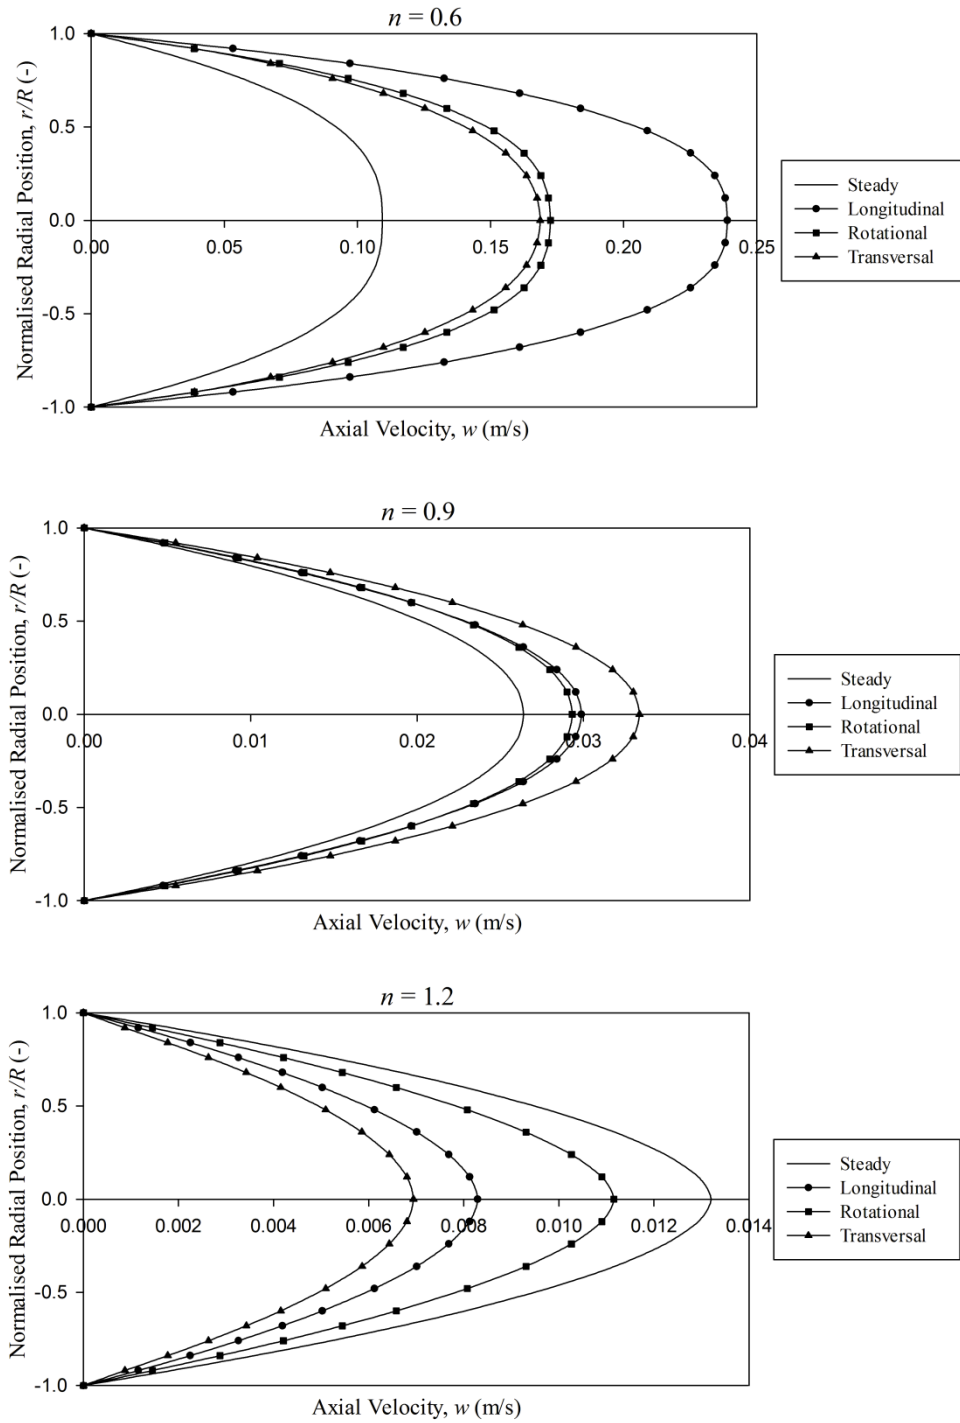 n = 0.6
Normalised Radial Position, r/R (-)
1.0
0.5
0.0
-0.5
-1.0
0.00 0.05 0.10 0.15 0.20 0.25
Axial Velocity, w (m/s)
Steady
Longitudinal
Rotational
Transversal
n = 0.9
Normalised Radial Position, r/R (-)
1.0
0.5
0.0
-0.5
-1.0
0.00 0.01 0.02 0.03 0.04
Axial Velocity, w (m/s)
Steady
Longitudinal
Rotational
Transversal
n = 1.2
Normalised Radial Position, r/R (-)
1.0
0.5
0.0
-0.5
-1.0
0.000 0.002 0.004 0.006 0.008 0.010 0.012 0.014
Axial Velocity, w (m/s)
Steady
Longitudinal
Rotational
Transversal